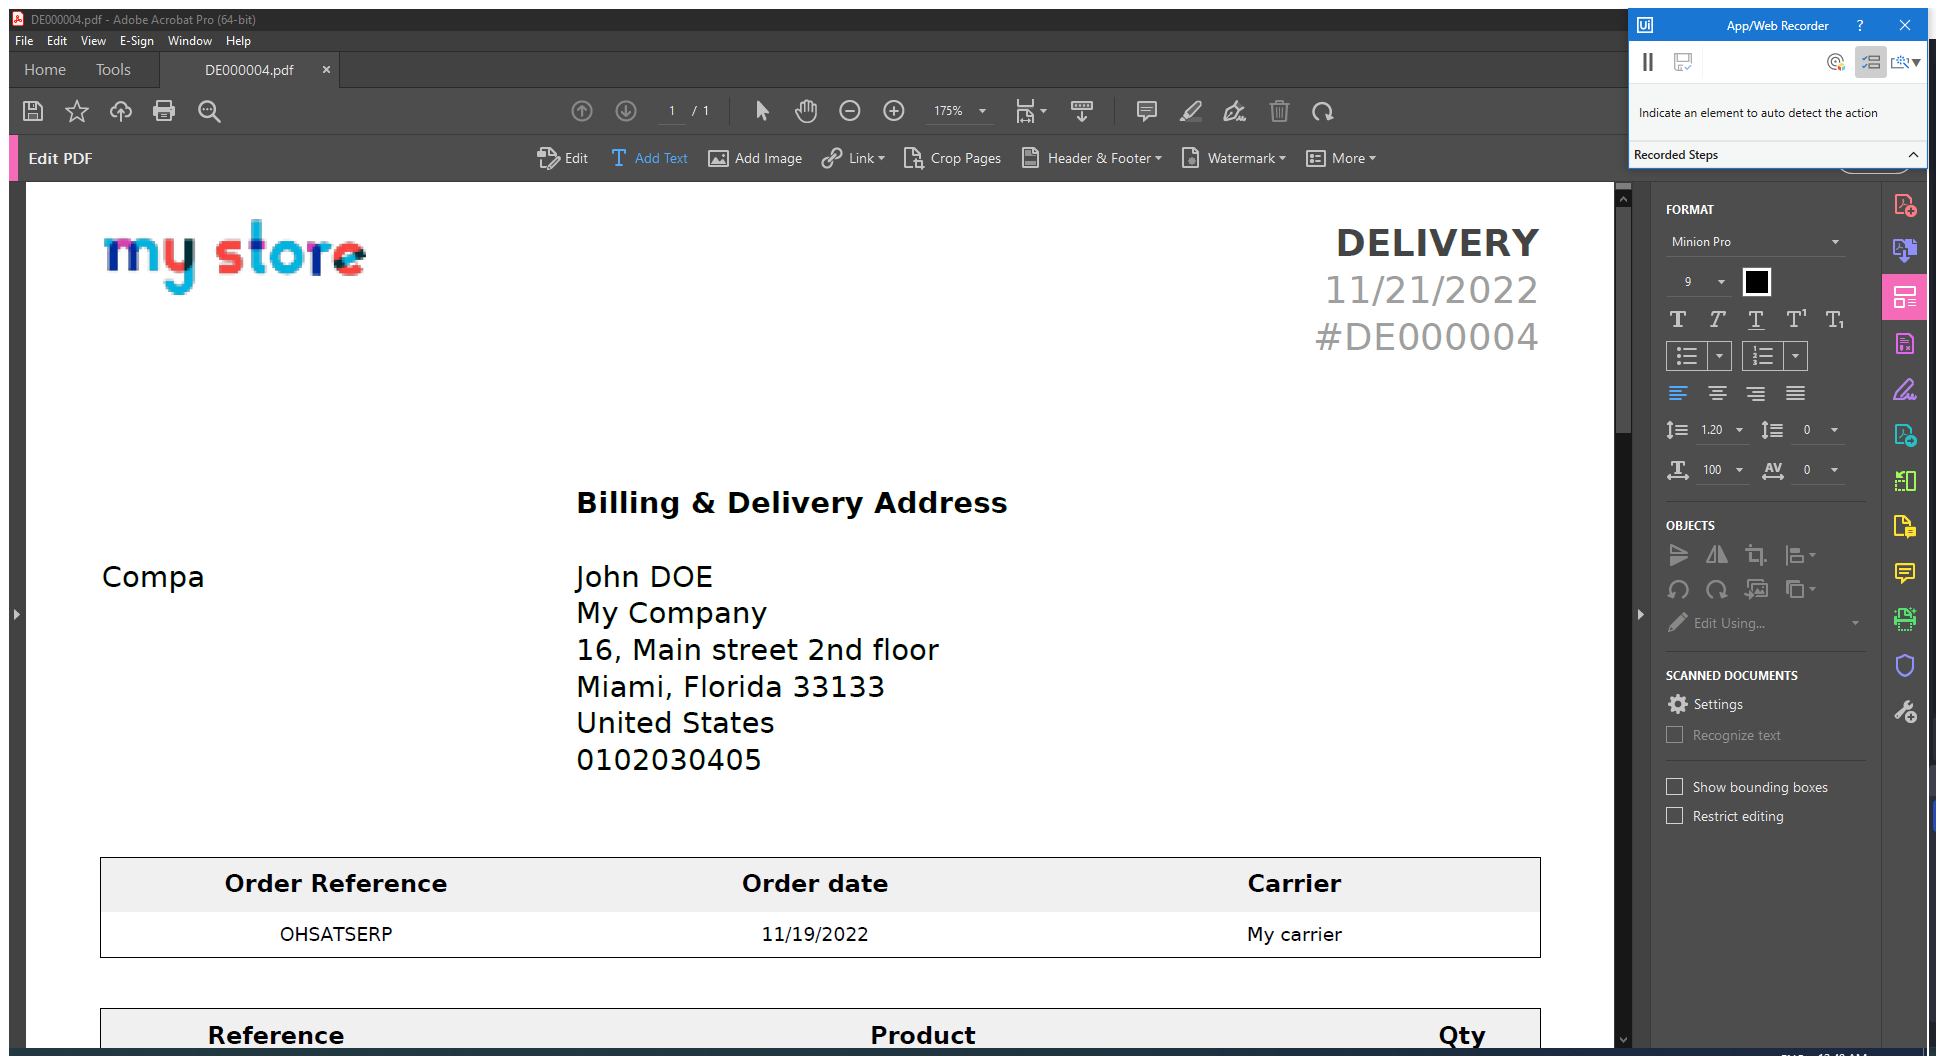 DE000004.pdf - Adobe Acrobat Pro (64-bit)
File Edit View E-Sign Window Help
Home Tools DE000004.pdf ×
1 / 1 175%
Edit PDF Edit Add Text Add Image Link Crop Pages Header & Footer Watermark More
App/Web Recorder ? ×
Indicate an element to auto detect the action
Recorded Steps
my store
DELIVERY
11/21/2022
#DE000004
Billing & Delivery Address
Compa
John DOE
My Company
16, Main street 2nd floor
Miami, Florida 33133
United States
0102030405
Order Reference Order date Carrier
OHSATSERP 11/19/2022 My carrier
Reference Product Qty
FORMAT
Minion Pro
9
1.20 0
100 0
OBJECTS
Edit Using...
SCANNED DOCUMENTS
Settings
Recognize text
Show bounding boxes
Restrict editing